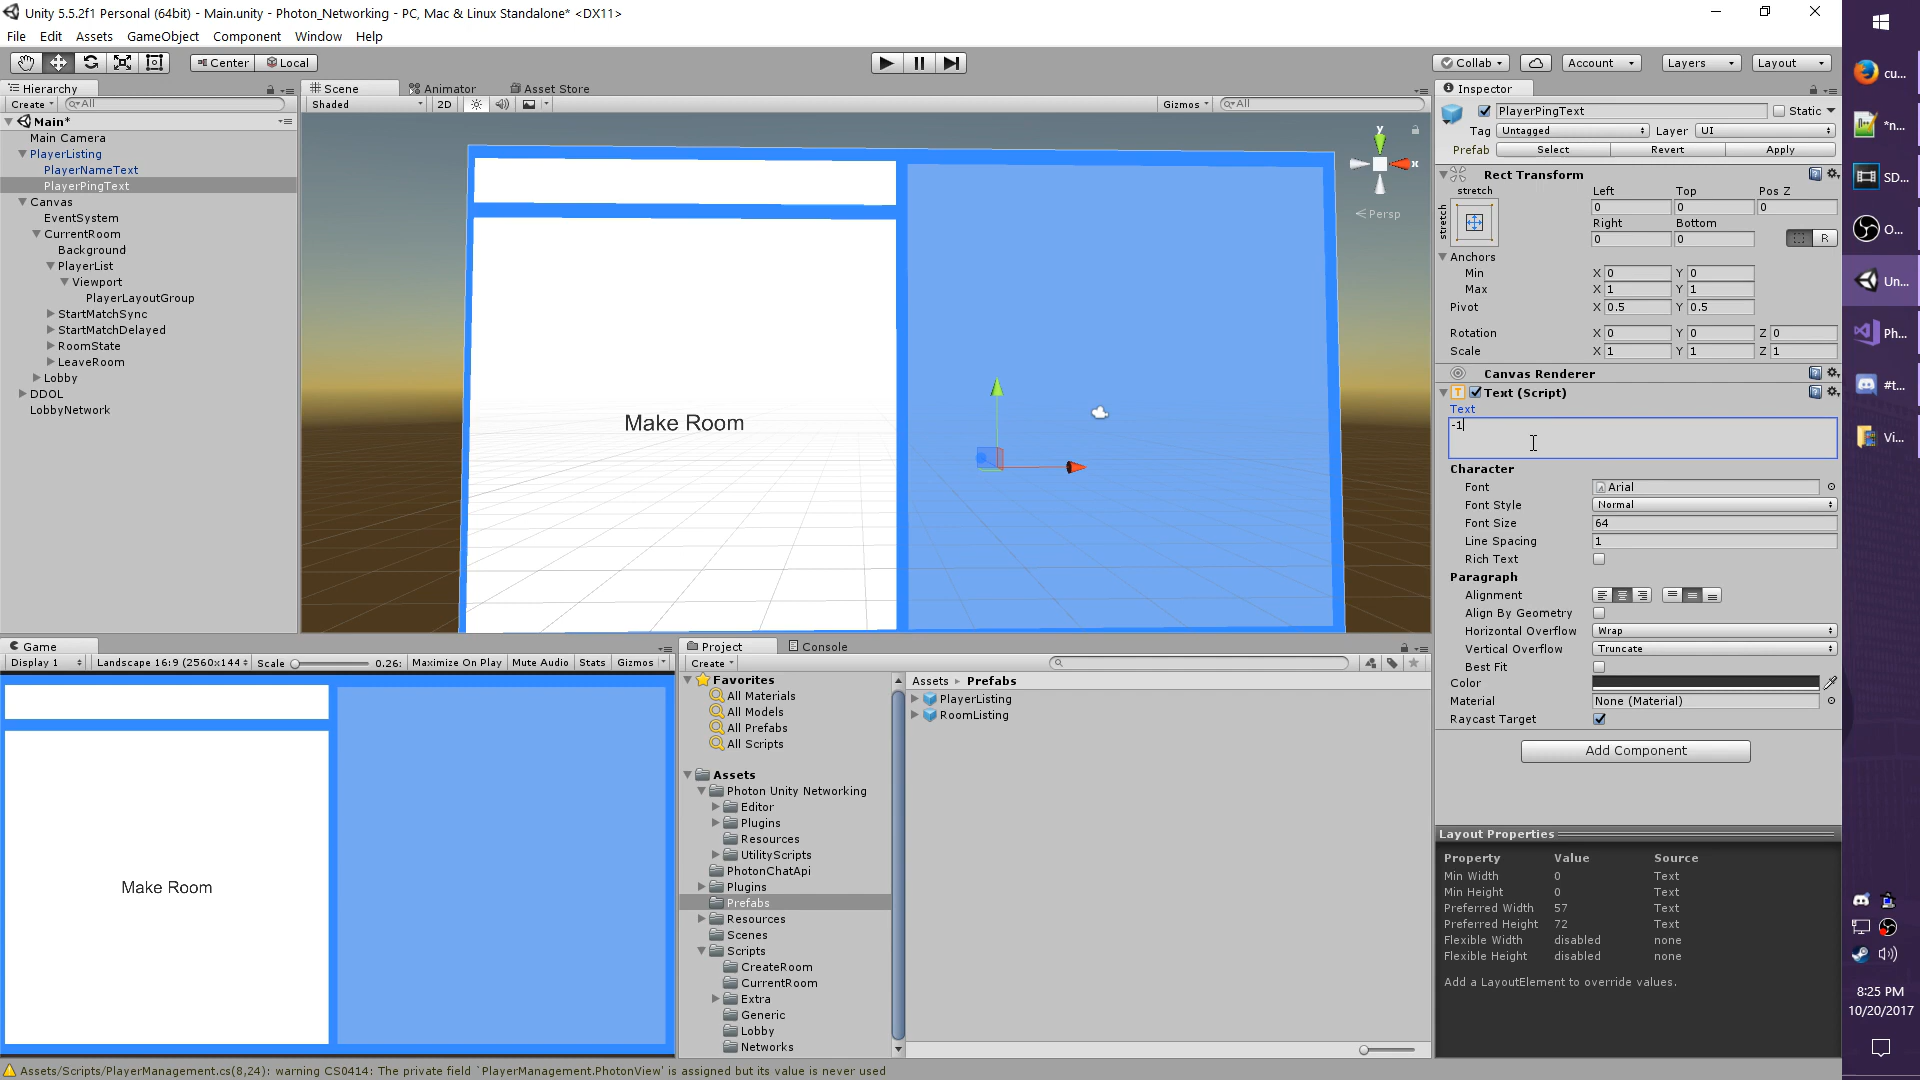 Unity 5.5.2f1 Personal (64bit) - Main.unity - Photon_Networking - PC, Mac & Linux Standalone* <DX11>
File Edit Assets GameObject Component Window Help
Center Local
Collab Account Layers Layout
Hierarchy
Create All
Main*
Main Camera
PlayerListing
PlayerNameText
PlayerPingText
Canvas
EventSystem
CurrentRoom
Background
PlayerList
Viewport
PlayerLayoutGroup
StartMatchSync
StartMatchDelayed
RoomState
LeaveRoom
Lobby
DDOL
LobbyNetwork
Scene Animator Asset Store
Shaded 2D Gizmos All
y
x
Persp
Make Room
Inspector
PlayerPingText Static
Tag Untagged Layer UI
Prefab Select Revert Apply
Rect Transform
stretch Left Top Pos Z
stretch
0 0 0
Right Bottom
0 0 R
Anchors
Min X 0 Y 0
Max X 1 Y 1
Pivot X 0.5 Y 0.5
Rotation X 0 Y 0 Z 0
Scale X 1 Y 1 Z 1
Canvas Renderer
Text (Script)
Text
-1
Character
Font Arial
Font Style Normal
Font Size 64
Line Spacing 1
Rich Text
Paragraph
Alignment
Align By Geometry
Horizontal Overflow Wrap
Vertical Overflow Truncate
Best Fit
Color
Material None (Material)
Raycast Target
Add Component
Layout Properties
Property Value Source
Min Width 0 Text
Min Height 0 Text
Preferred Width 57 Text
Preferred Height 72 Text
Flexible Width disabled none
Flexible Height disabled none
Add a LayoutElement to override values.
Game
Display 1 Landscape 16:9 (2560x144 Scale 0.26: Maximize On Play Mute Audio Stats Gizmos
Make Room
Project Console
Create
Favorites
All Materials
All Models
All Prefabs
All Scripts
Assets
Photon Unity Networking
Editor
Plugins
Resources
UtilityScripts
PhotonChatApi
Plugins
Prefabs
Resources
Scenes
Scripts
CreateRoom
CurrentRoom
Extra
Generic
Lobby
Networks
Assets Prefabs
PlayerListing
RoomListing
Assets/Scripts/PlayerManagement.cs(8,24): warning CS0414: The private field `PlayerManagement.PhotonView' is assigned but its value is never used
cu...
*n...
SD...
O...
Un...
Ph...
#t...
Vi...
8:25 PM
10/20/2017